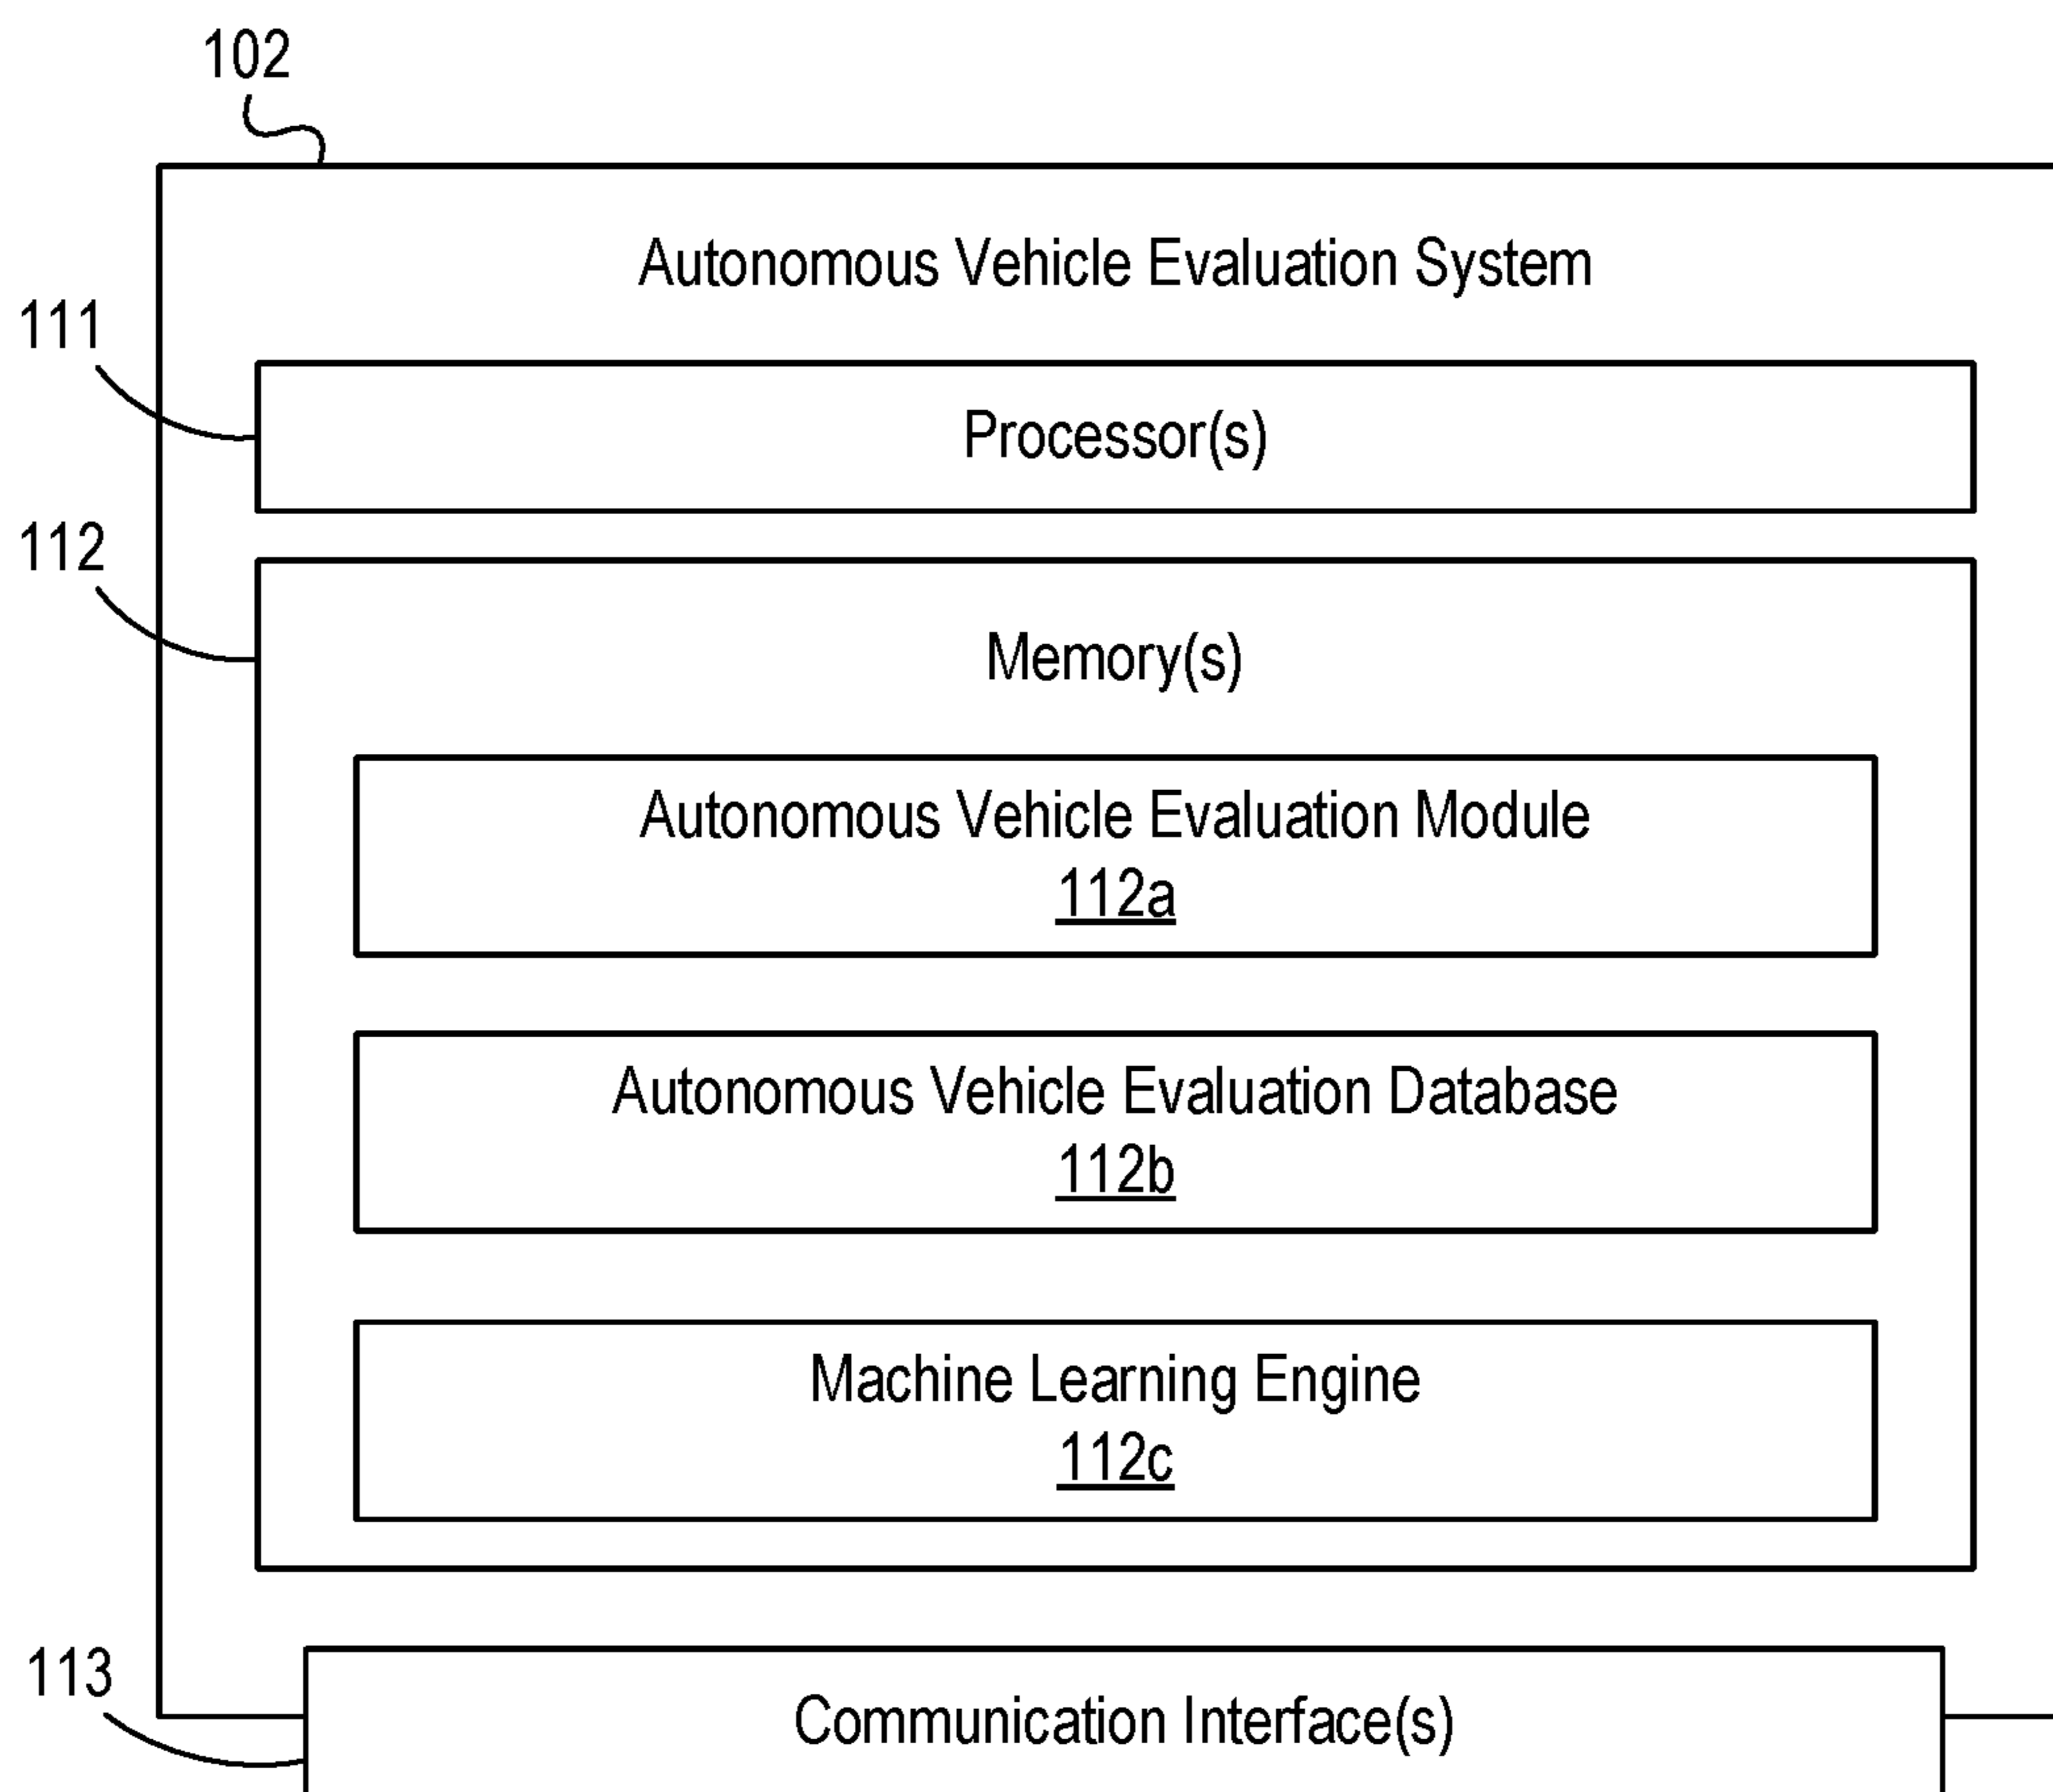 102
Autonomous Vehicle Evaluation System
111
Processor(s)
112
Memory(s)
Autonomous Vehicle Evaluation Module
112a
Autonomous Vehicle Evaluation Database
112b
Machine Learning Engine
112c
113
Communication Interface(s)